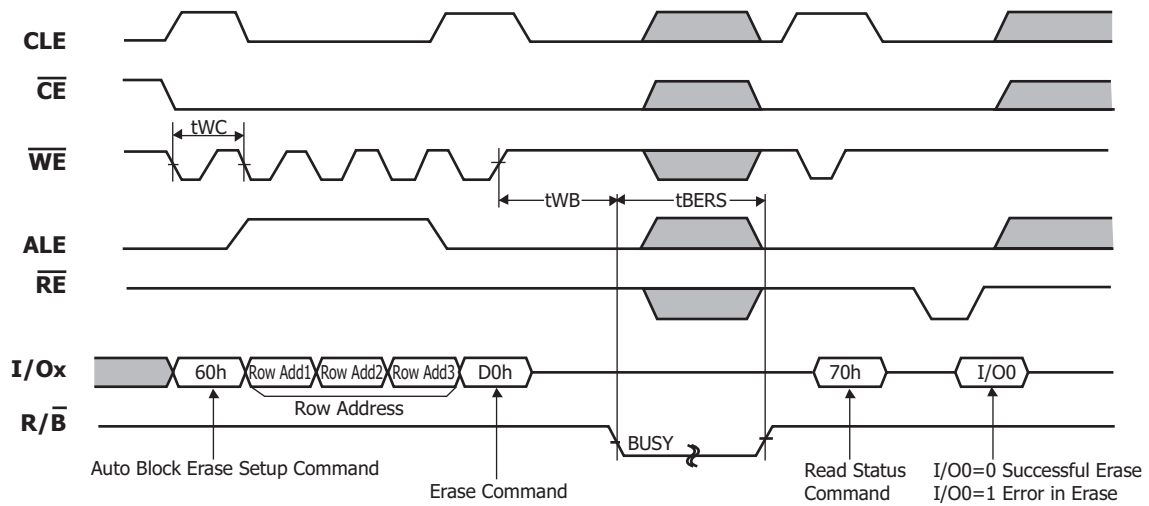 CLE
CE
tWC
WE
tWB
tBERS
ALE
RE
I/Ox
60h
Row Add1
Row Add2
Row Add3
D0h
70h
I/O0
Row Address
R/B
BUSY
Auto Block Erase Setup Command
Erase Command
Read Status
Command
I/O0=0 Successful Erase
I/O0=1 Error in Erase